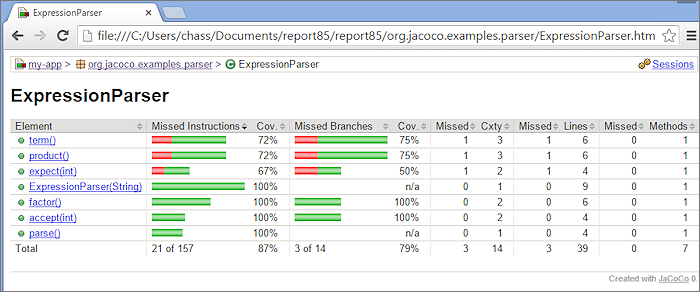 ExpressionParser
file:///C:/Users/chass/Documents/report85/report85/org.jacoco.examples.parser/ExpressionParser.htm
my-app > org.jacoco.examples.parser > ExpressionParser Sessions
ExpressionParser
Element Missed Instructions Cov. Missed Branches Cov. Missed Cxty Missed Lines Missed Methods
term() 72% 75% 1 3 1 6 0 1
product() 72% 75% 1 3 1 6 0 1
expect(int) 67% 50% 1 2 1 4 0 1
ExpressionParser(String) 100% n/a 0 1 0 9 0 1
factor() 100% 100% 0 2 0 6 0 1
accept(int) 100% 100% 0 2 0 4 0 1
parse() 100% n/a 0 1 0 4 0 1
Total 21 of 157 87% 3 of 14 79% 3 14 3 39 0 7
Created with JaCoCo 0